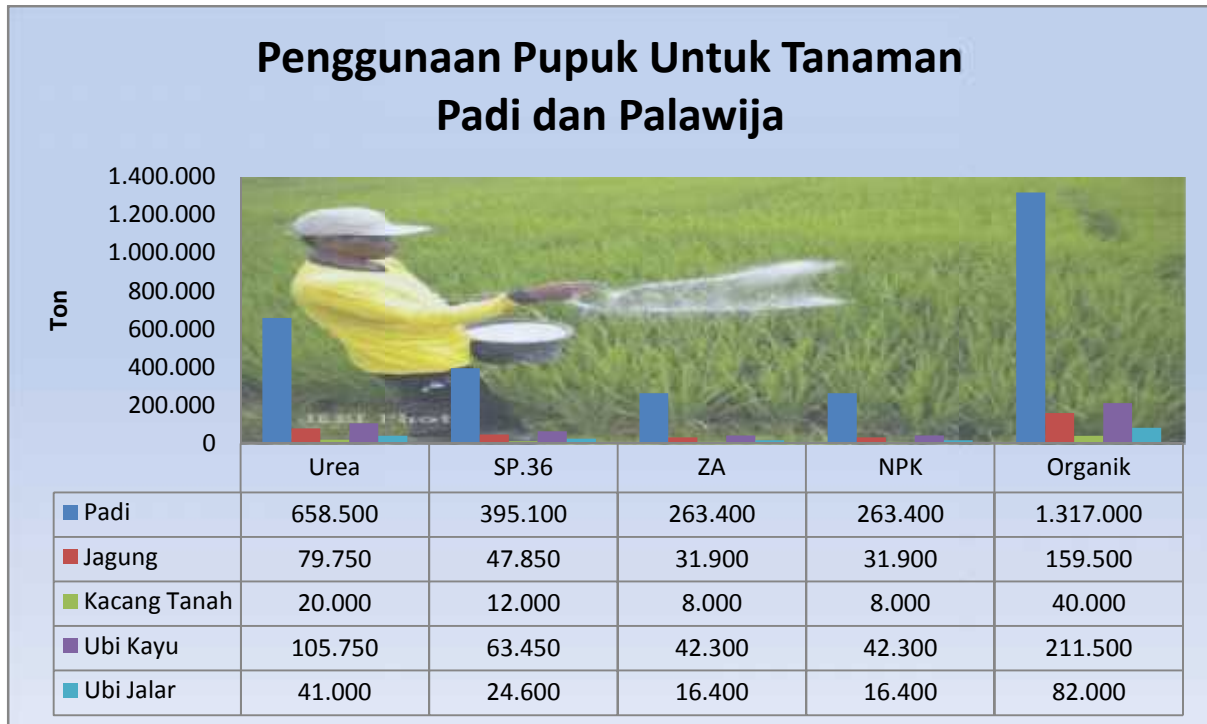 Penggunaan Pupuk Untuk Tanaman
Padi dan Palawija
Ton
1.400.000
1.200.000
1.000.000
800.000
600.000
400.000
200.000
0
Urea SP.36 ZA NPK Organik
Padi 658.500 395.100 263.400 263.400 1.317.000
Jagung 79.750 47.850 31.900 31.900 159.500
Kacang Tanah 20.000 12.000 8.000 8.000 40.000
Ubi Kayu 105.750 63.450 42.300 42.300 211.500
Ubi Jalar 41.000 24.600 16.400 16.400 82.000